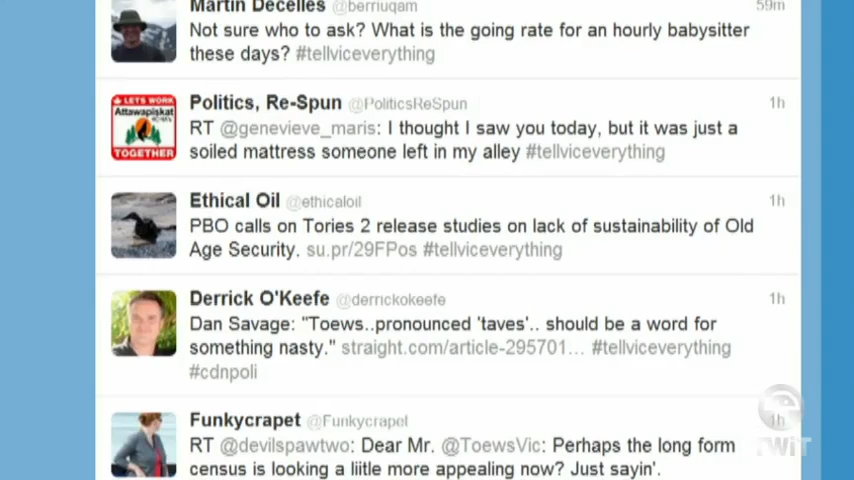 Martin Decelles @berriuqam 59m
Not sure who to ask? What is the going rate for an hourly babysitter
these days? #tellviceverything
LETS WORK
Attawapiskat
TOGETHER
Politics, Re-Spun @PoliticsReSpun 1h
RT @genevieve_maris: I thought I saw you today, but it was just a
soiled mattress someone left in my alley #tellviceverything
Ethical Oil @ethicaloil 1h
PBO calls on Tories 2 release studies on lack of sustainability of Old
Age Security. su.pr/29FPos #tellviceverything
Derrick O'Keefe @derrickokeefe 1h
Dan Savage: "Toews..pronounced 'taves'.. should be a word for
something nasty." straight.com/article-295701... #tellviceverything
#cdnpoli
Funkycrapet @Funkycrapel 1h
RT @devilspawtwo: Dear Mr. @ToewsVic: Perhaps the long form
census is looking a liitle more appealing now? Just sayin'.
TWiT